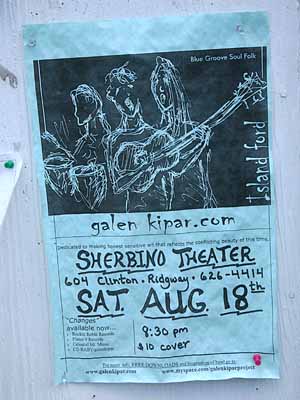 Blue Groove Soul Folk
Island Ford
galen kipar.com
Dedicated to making honest sensitive art that reflects the conflicting beauty of this time.
SHERBINO THEATER
604 Clinton • Ridgway • 626-4414
SAT. AUG. 18th
"Changes"
available now...
8:30 pm
$10 cover
www.galenkipar.com
www.myspace.com/galenkiparproject